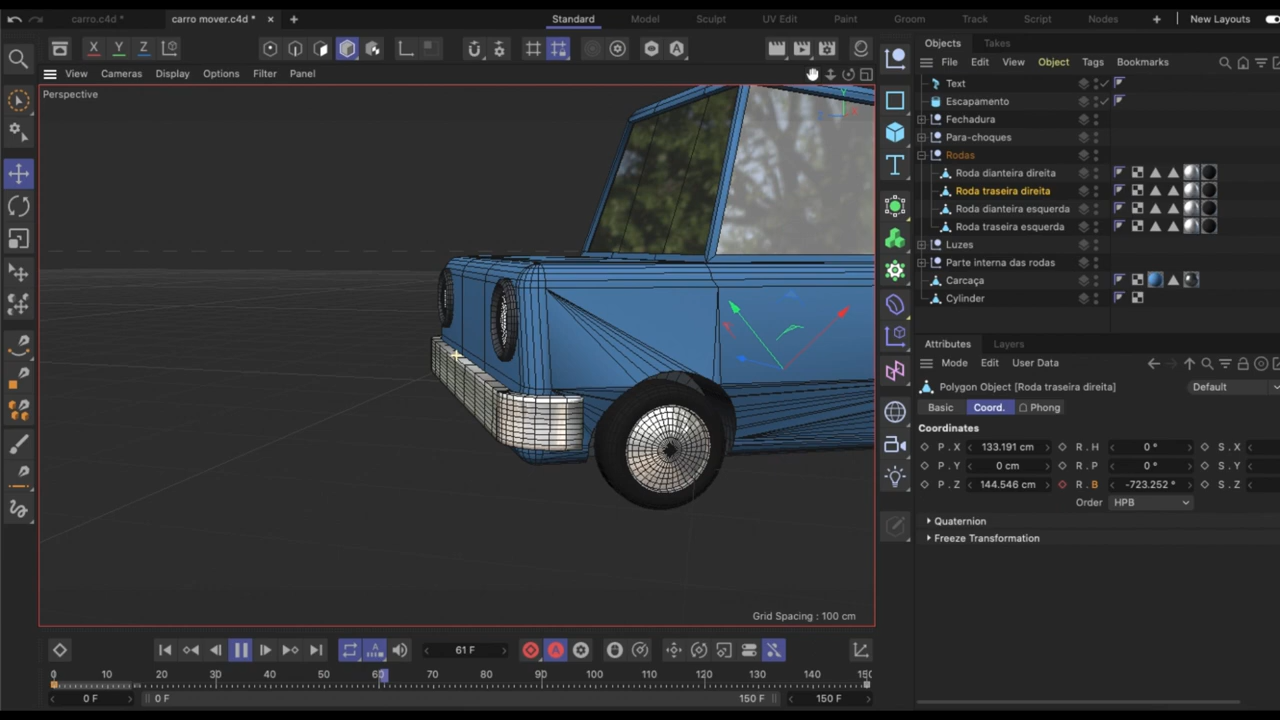 carro.c4d *
carro mover.c4d *
Standard
Model
Sculpt
UV Edit
Paint
Groom
Track
Script
Nodes
New Layouts
X
Y
Z
View
Cameras
Display
Options
Filter
Panel
Perspective
Grid Spacing : 100 cm
Objects
Takes
File
Edit
View
Object
Tags
Bookmarks
Text
Escapamento
Fechadura
Para-choques
Rodas
Roda dianteira direita
Roda traseira direita
Roda dianteira esquerda
Roda traseira esquerda
Luzes
Parte interna das rodas
Carcaça
Cylinder
Attributes
Layers
Mode
Edit
User Data
Polygon Object [Roda traseira direita]
Default
Basic
Coord.
Phong
Coordinates
P . X 133.191 cm R . H 0 ° S . X
P . Y 0 cm R . P 0 ° S . Y
P . Z 144.546 cm R . B -723.252 ° S . Z
Order HPB
Quaternion
Freeze Transformation
61 F
0 10 20 30 40 50 60 70 80 90 100 110 120 130 140
0 F
0 F
150 F
150 F